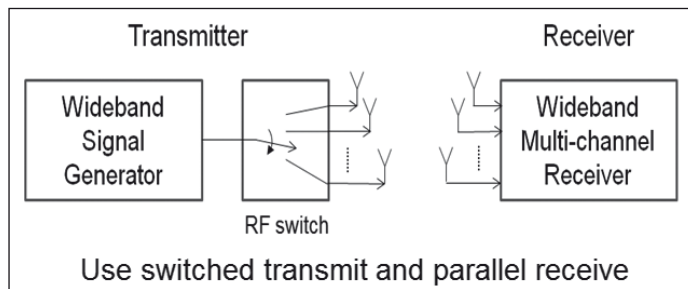 Transmitter
Receiver
Wideband
Signal
Generator
RF switch
Wideband
Multi-channel
Receiver
Use switched transmit and parallel receive